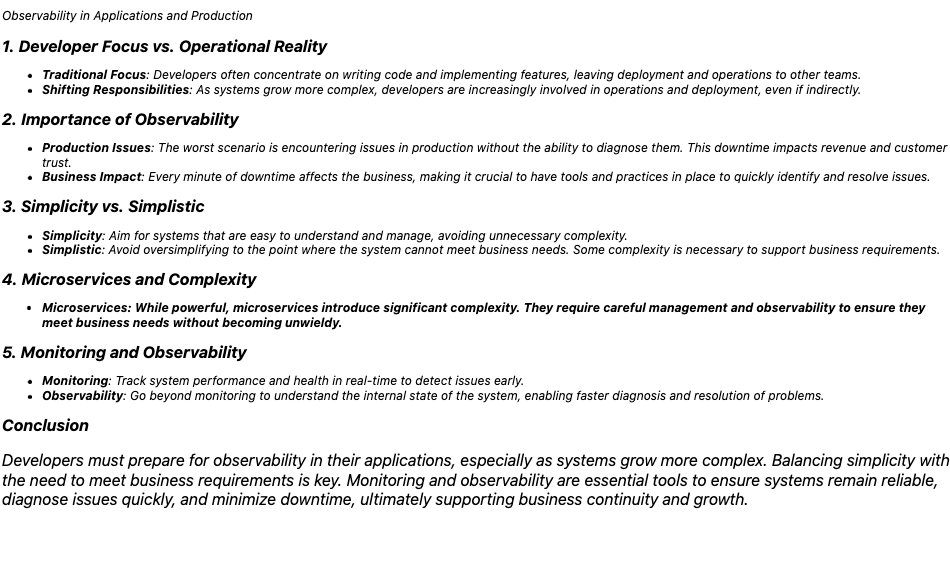 Observability in Applications and Production
1. Developer Focus vs. Operational Reality
• Traditional Focus: Developers often concentrate on writing code and implementing features, leaving deployment and operations to other teams.
• Shifting Responsibilities: As systems grow more complex, developers are increasingly involved in operations and deployment, even if indirectly.
2. Importance of Observability
• Production Issues: The worst scenario is encountering issues in production without the ability to diagnose them. This downtime impacts revenue and customer
trust.
• Business Impact: Every minute of downtime affects the business, making it crucial to have tools and practices in place to quickly identify and resolve issues.
3. Simplicity vs. Simplistic
• Simplicity: Aim for systems that are easy to understand and manage, avoiding unnecessary complexity.
• Simplistic: Avoid oversimplifying to the point where the system cannot meet business needs. Some complexity is necessary to support business requirements.
4. Microservices and Complexity
• Microservices: While powerful, microservices introduce significant complexity. They require careful management and observability to ensure they
meet business needs without becoming unwieldy.
5. Monitoring and Observability
• Monitoring: Track system performance and health in real-time to detect issues early.
• Observability: Go beyond monitoring to understand the internal state of the system, enabling faster diagnosis and resolution of problems.
Conclusion
Developers must prepare for observability in their applications, especially as systems grow more complex. Balancing simplicity with
the need to meet business requirements is key. Monitoring and observability are essential tools to ensure systems remain reliable,
diagnose issues quickly, and minimize downtime, ultimately supporting business continuity and growth.